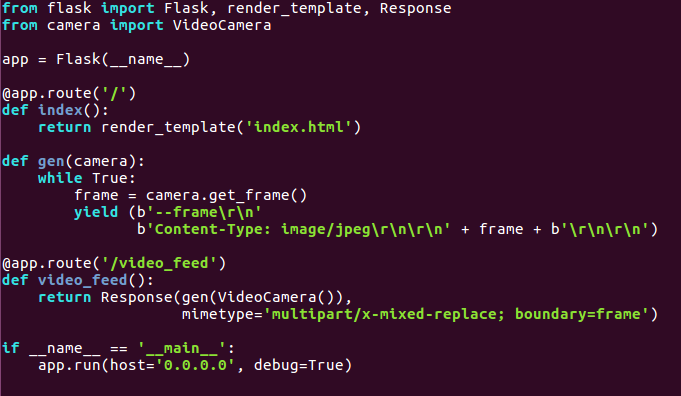 from flask import Flask, render_template, Response
from camera import VideoCamera

app = Flask(__name__)

@app.route('/')
def index():
    return render_template('index.html')

def gen(camera):
    while True:
        frame = camera.get_frame()
        yield (b'--frame\r\n'
               b'Content-Type: image/jpeg\r\n\r\n' + frame + b'\r\n\r\n')

@app.route('/video_feed')
def video_feed():
    return Response(gen(VideoCamera()),
                    mimetype='multipart/x-mixed-replace; boundary=frame')

if __name__ == '__main__':
    app.run(host='0.0.0.0', debug=True)